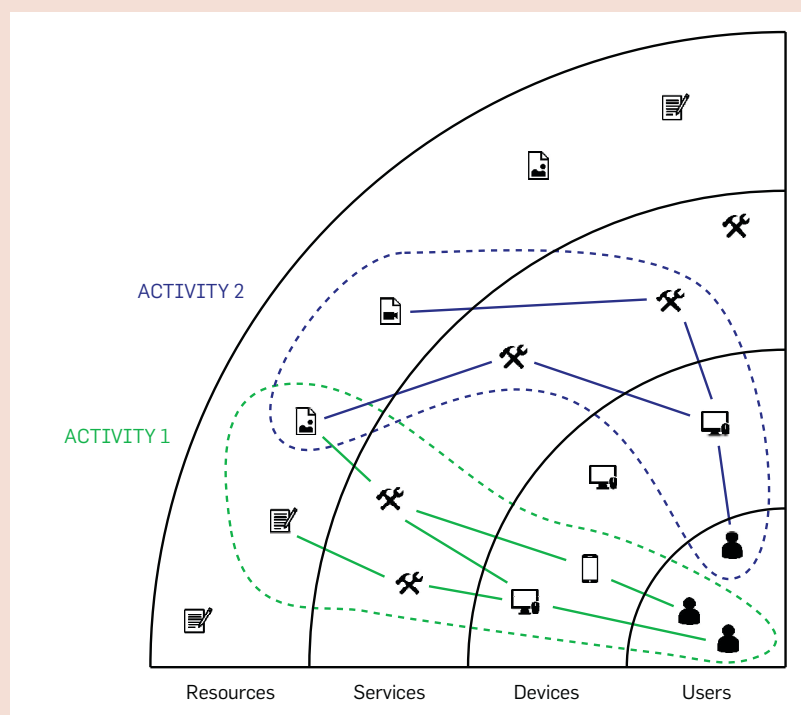 ACTIVITY 2
ACTIVITY 1
Resources
Services
Devices
Users